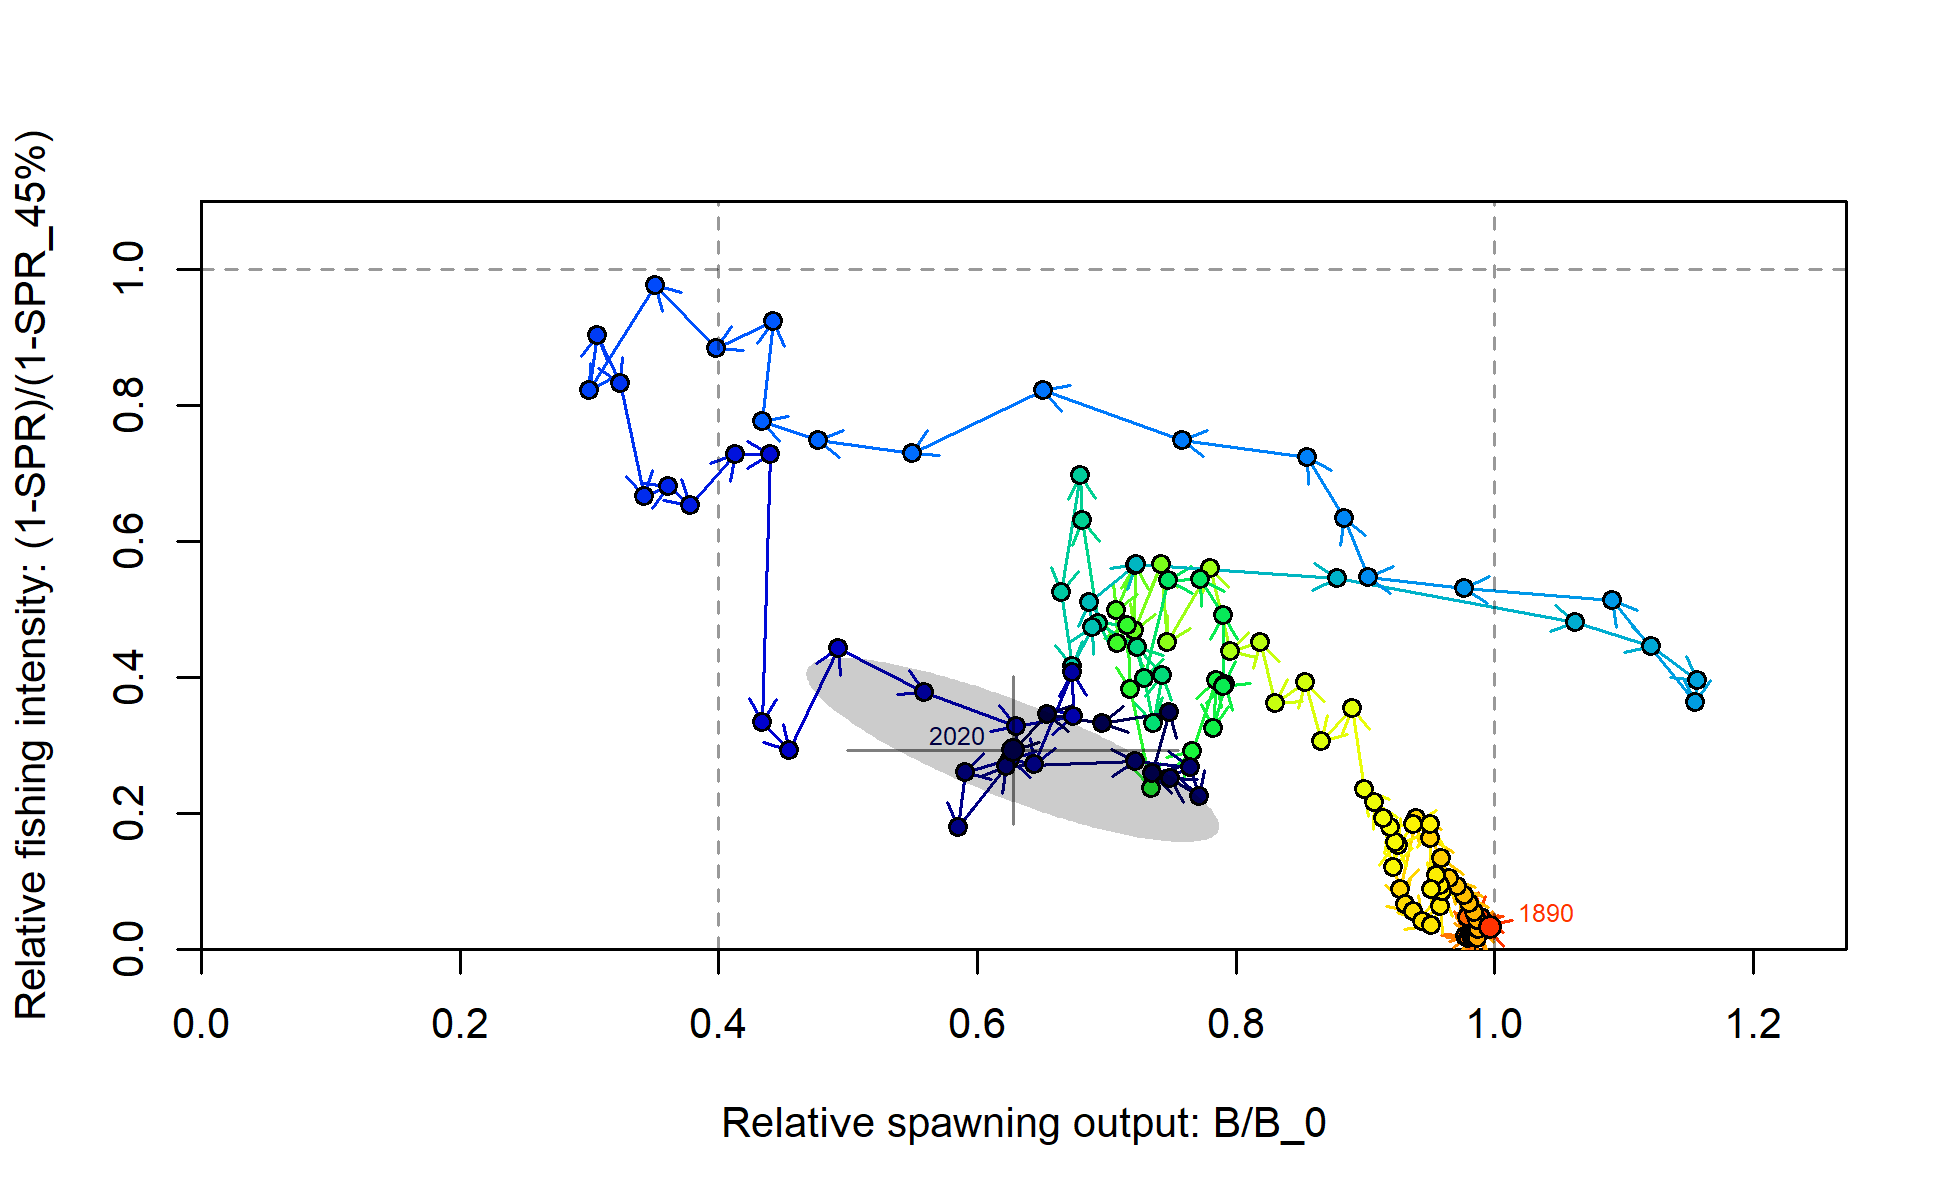 Relative fishing intensity: (1-SPR)/(1-SPR_45%)
1.0
0.8
0.6
0.4
0.2
0.0
2020
1890
0.0 0.2 0.4 0.6 0.8 1.0 1.2
Relative spawning output: B/B_0